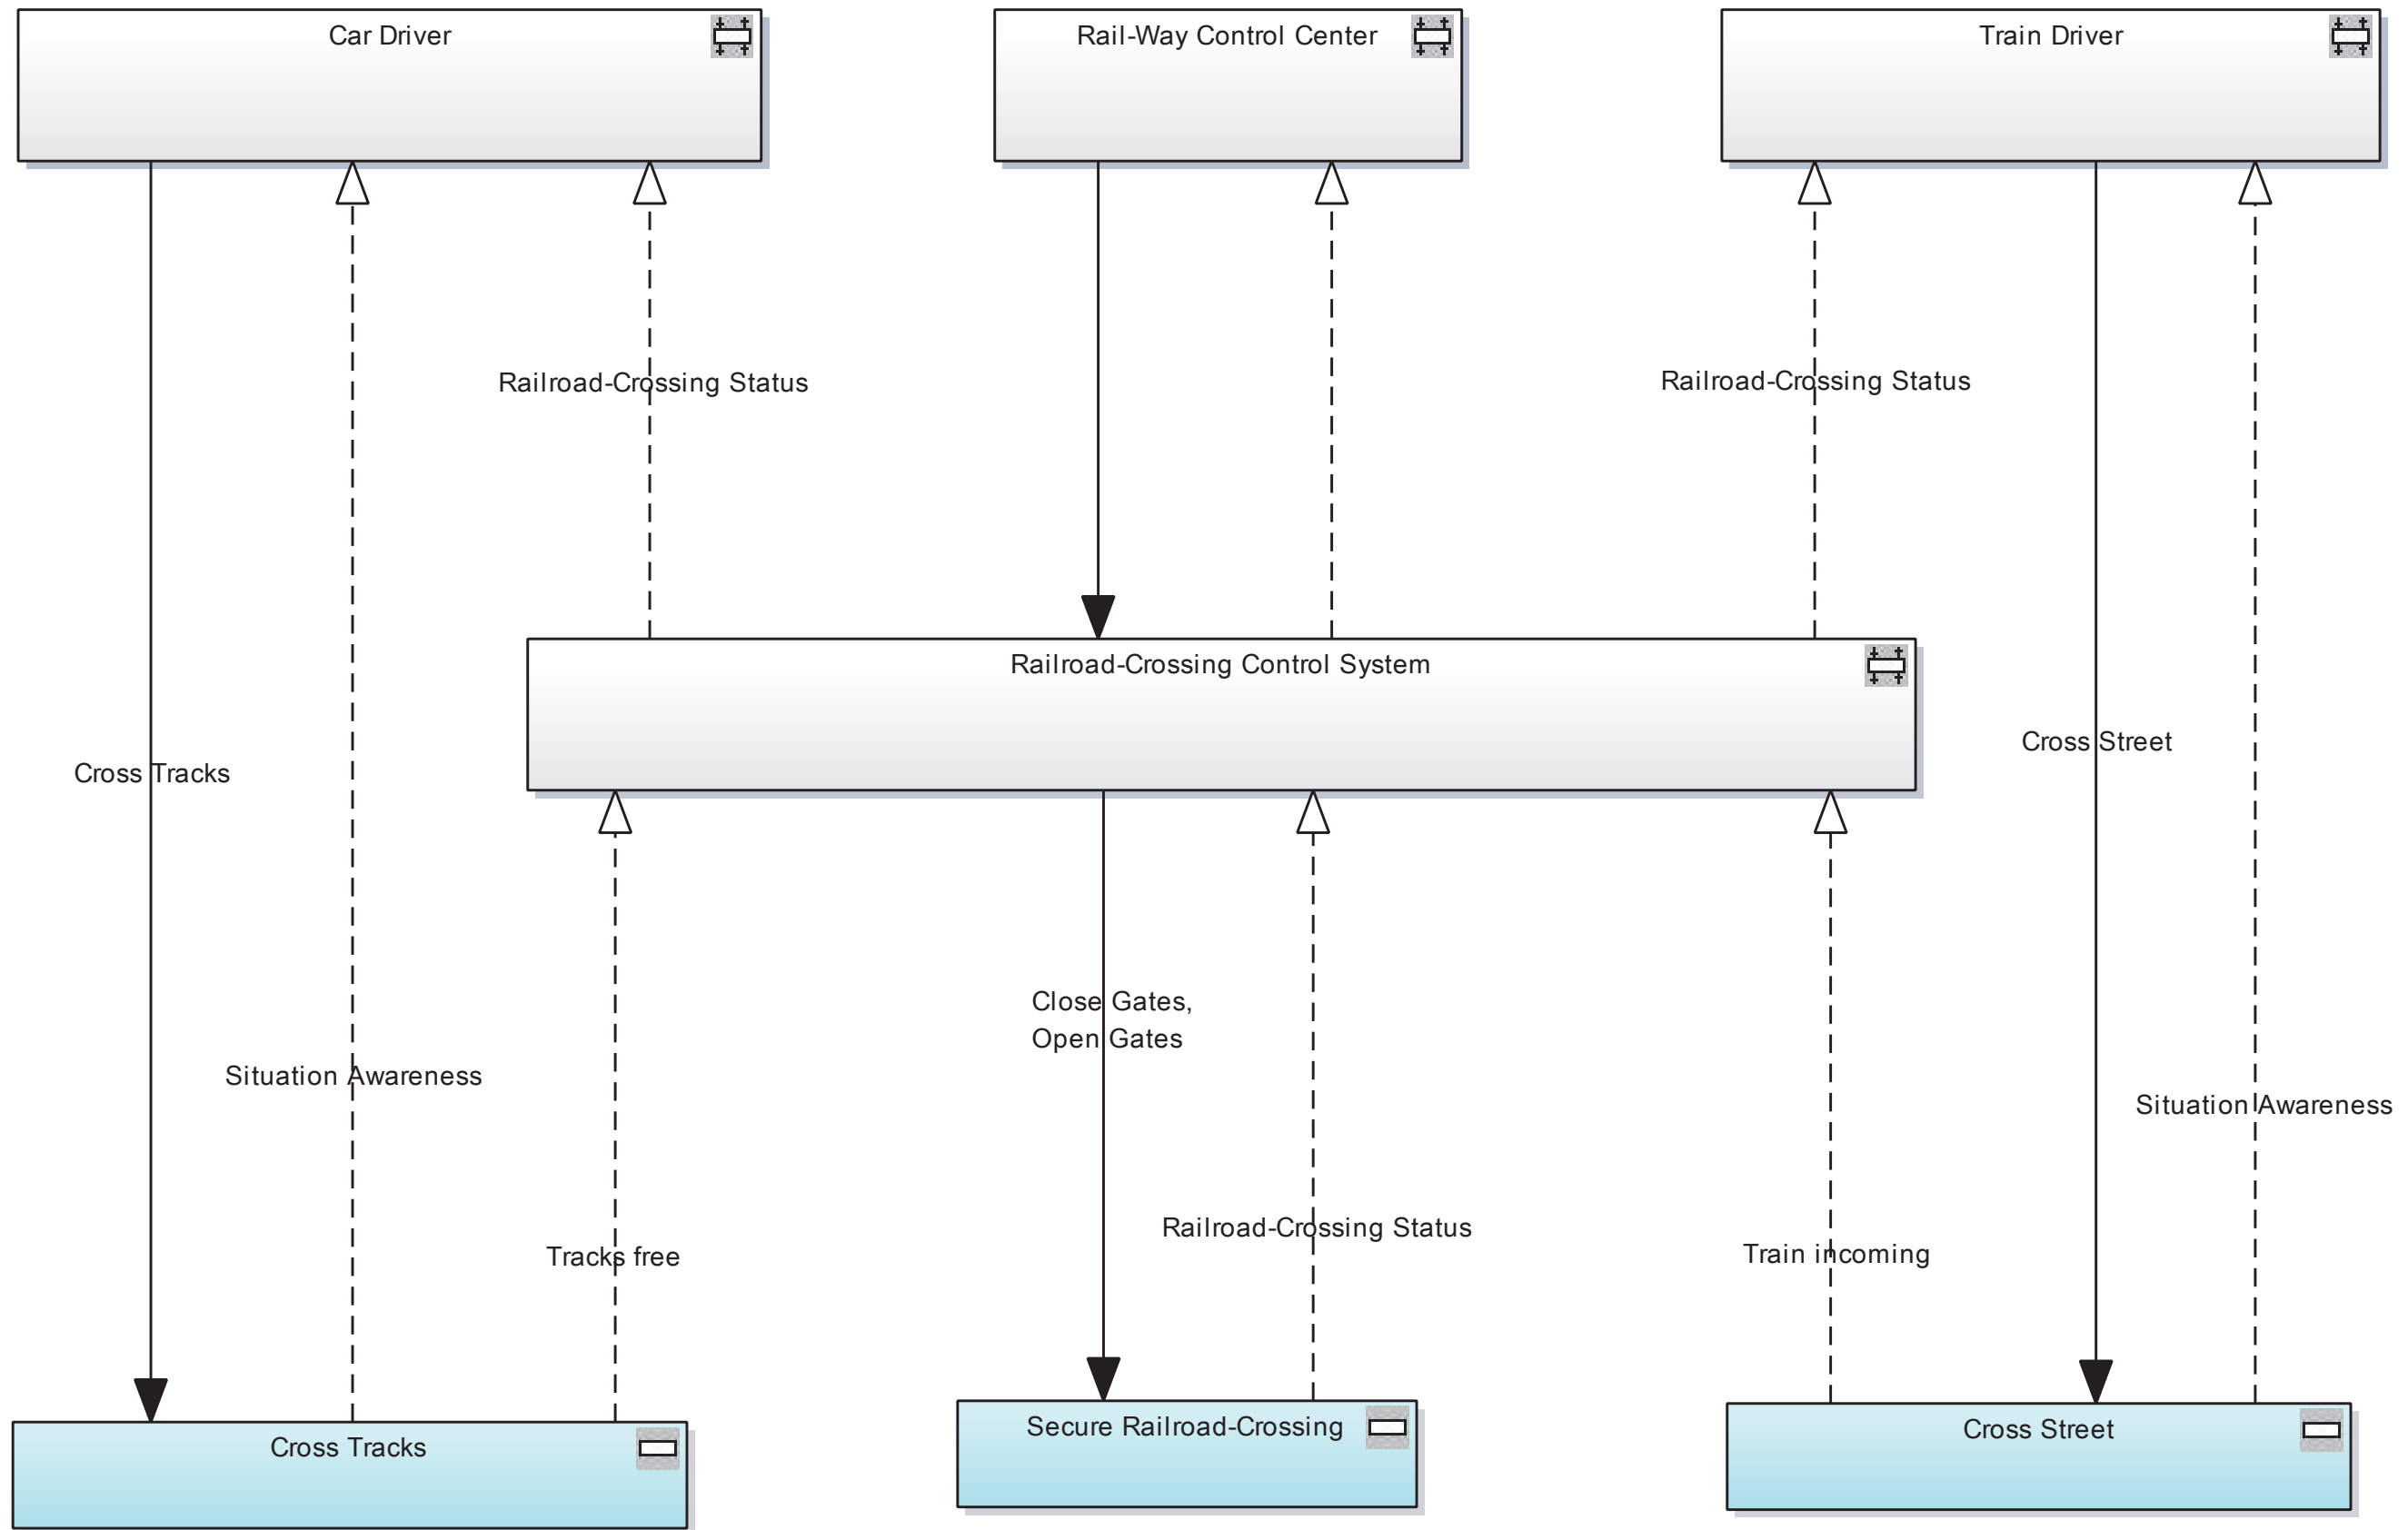 Car Driver
Rail-Way Control Center
Train Driver
Railroad-Crossing Status
Railroad-Crossing Status
Railroad-Crossing Control System
Cross Tracks
Cross Street
Close Gates,
Open Gates
Situation Awareness
Situation Awareness
Railroad-Crossing Status
Tracks free
Train incoming
Cross Tracks
Secure Railroad-Crossing
Cross Street